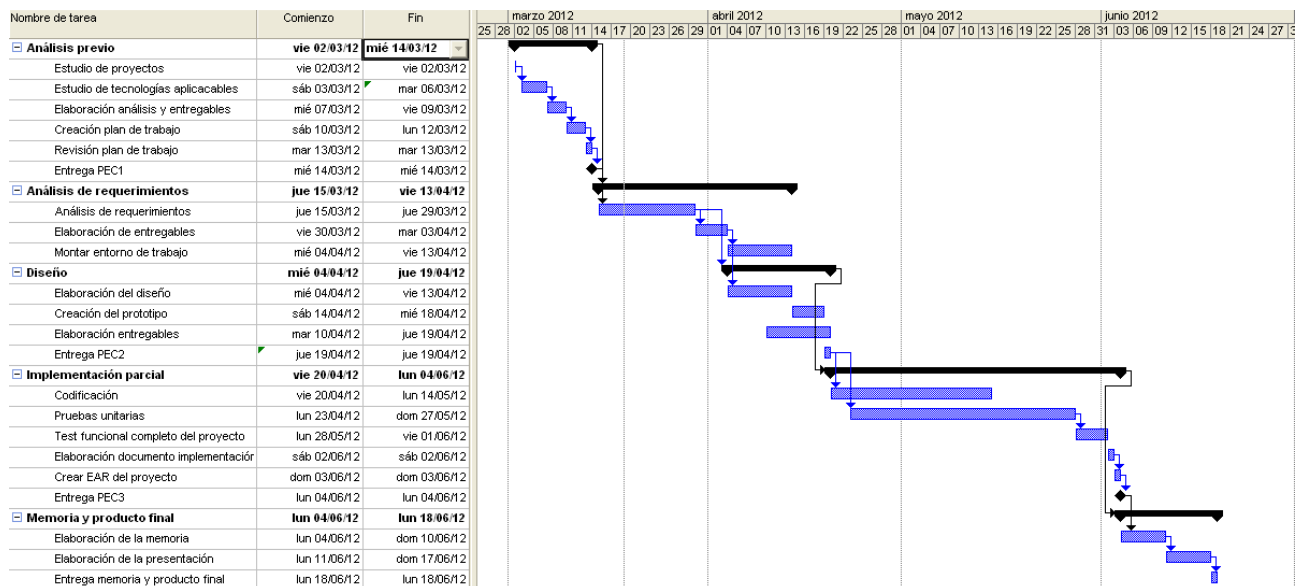 Nombre de tarea Comienzo Fin marzo 2012 abril 2012 mayo 2012 junio 2012
25 28 02 05 08 11 14 17 20 23 26 29 01 04 07 10 13 16 19 22 25 28 01 04 07 10 13 16 19 22 25 28 31 03 06 09 12 15 18 21 24 27 3
Análisis previo vie 02/03/12 mié 14/03/12
Estudio de proyectos vie 02/03/12 vie 02/03/12
Estudio de tecnologías aplicacables sáb 03/03/12 mar 06/03/12
Elaboración análisis y entregables mié 07/03/12 vie 09/03/12
Creación plan de trabajo sáb 10/03/12 lun 12/03/12
Revisión plan de trabajo mar 13/03/12 mar 13/03/12
Entrega PEC1 mié 14/03/12 mié 14/03/12
Análisis de requerimientos jue 15/03/12 vie 13/04/12
Análisis de requerimientos jue 15/03/12 jue 29/03/12
Elaboración de entregables vie 30/03/12 mar 03/04/12
Montar entorno de trabajo mié 04/04/12 vie 13/04/12
Diseño mié 04/04/12 jue 19/04/12
Elaboración del diseño mié 04/04/12 vie 13/04/12
Creación del prototipo sáb 14/04/12 mié 18/04/12
Elaboración entregables mar 10/04/12 jue 19/04/12
Entrega PEC2 jue 19/04/12 jue 19/04/12
Implementación parcial vie 20/04/12 lun 04/06/12
Codificación vie 20/04/12 lun 14/05/12
Pruebas unitarias lun 23/04/12 dom 27/05/12
Test funcional completo del proyecto lun 28/05/12 vie 01/06/12
Elaboración documento implementaciór sáb 02/06/12 sáb 02/06/12
Crear EAR del proyecto dom 03/06/12 dom 03/06/12
Entrega PEC3 lun 04/06/12 lun 04/06/12
Memoria y producto final lun 04/06/12 lun 18/06/12
Elaboración de la memoria lun 04/06/12 dom 10/06/12
Elaboración de la presentación lun 11/06/12 dom 17/06/12
Entrega memoria y producto final lun 18/06/12 lun 18/06/12